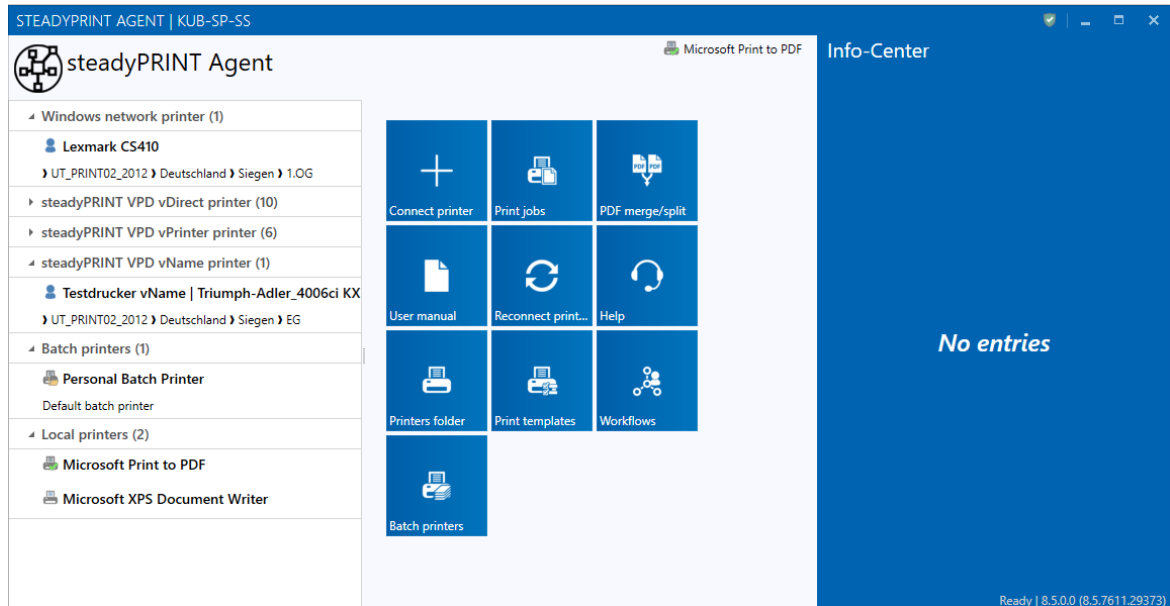 STEADYPRINT AGENT | KUB-SP-SS
steadyPRINT Agent
Microsoft Print to PDF
Windows network printer (1)
Lexmark CS410
❱ UT_PRINT02_2012 ❱ Deutschland ❱ Siegen ❱ 1.OG
steadyPRINT VPD vDirect printer (10)
steadyPRINT VPD vPrinter printer (6)
steadyPRINT VPD vName printer (1)
Testdrucker vName | Triumph-Adler_4006ci KX
❱ UT_PRINT02_2012 ❱ Deutschland ❱ Siegen ❱ EG
Batch printers (1)
Personal Batch Printer
Default batch printer
Local printers (2)
Microsoft Print to PDF
Microsoft XPS Document Writer
Connect printer
Print jobs
PDF PDF
PDF merge/split
User manual
Reconnect print...
Help
Printers folder
Print templates
Workflows
Batch printers
Info-Center
No entries
Ready | 8.5.0.0 (8.5.7611.29373)